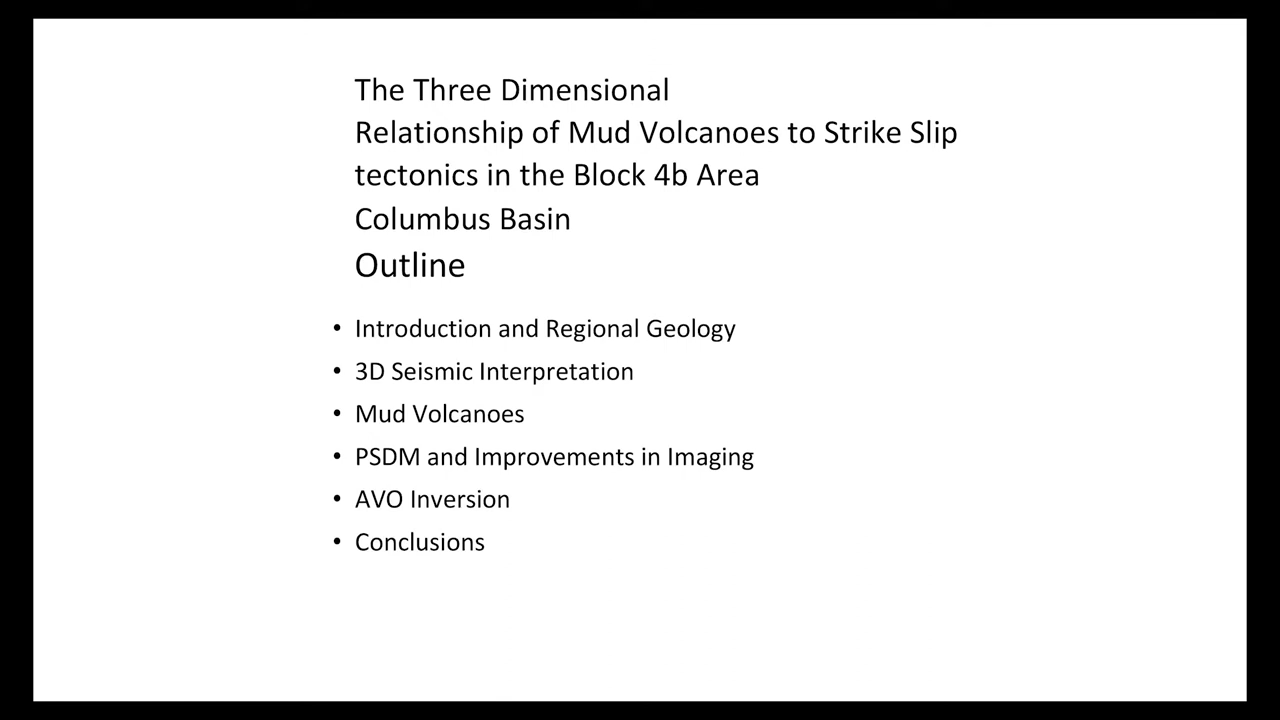 The Three Dimensional
Relationship of Mud Volcanoes to Strike Slip
tectonics in the Block 4b Area
Columbus Basin
Outline
• Introduction and Regional Geology
• 3D Seismic Interpretation
• Mud Volcanoes
• PSDM and Improvements in Imaging
• AVO Inversion
• Conclusions